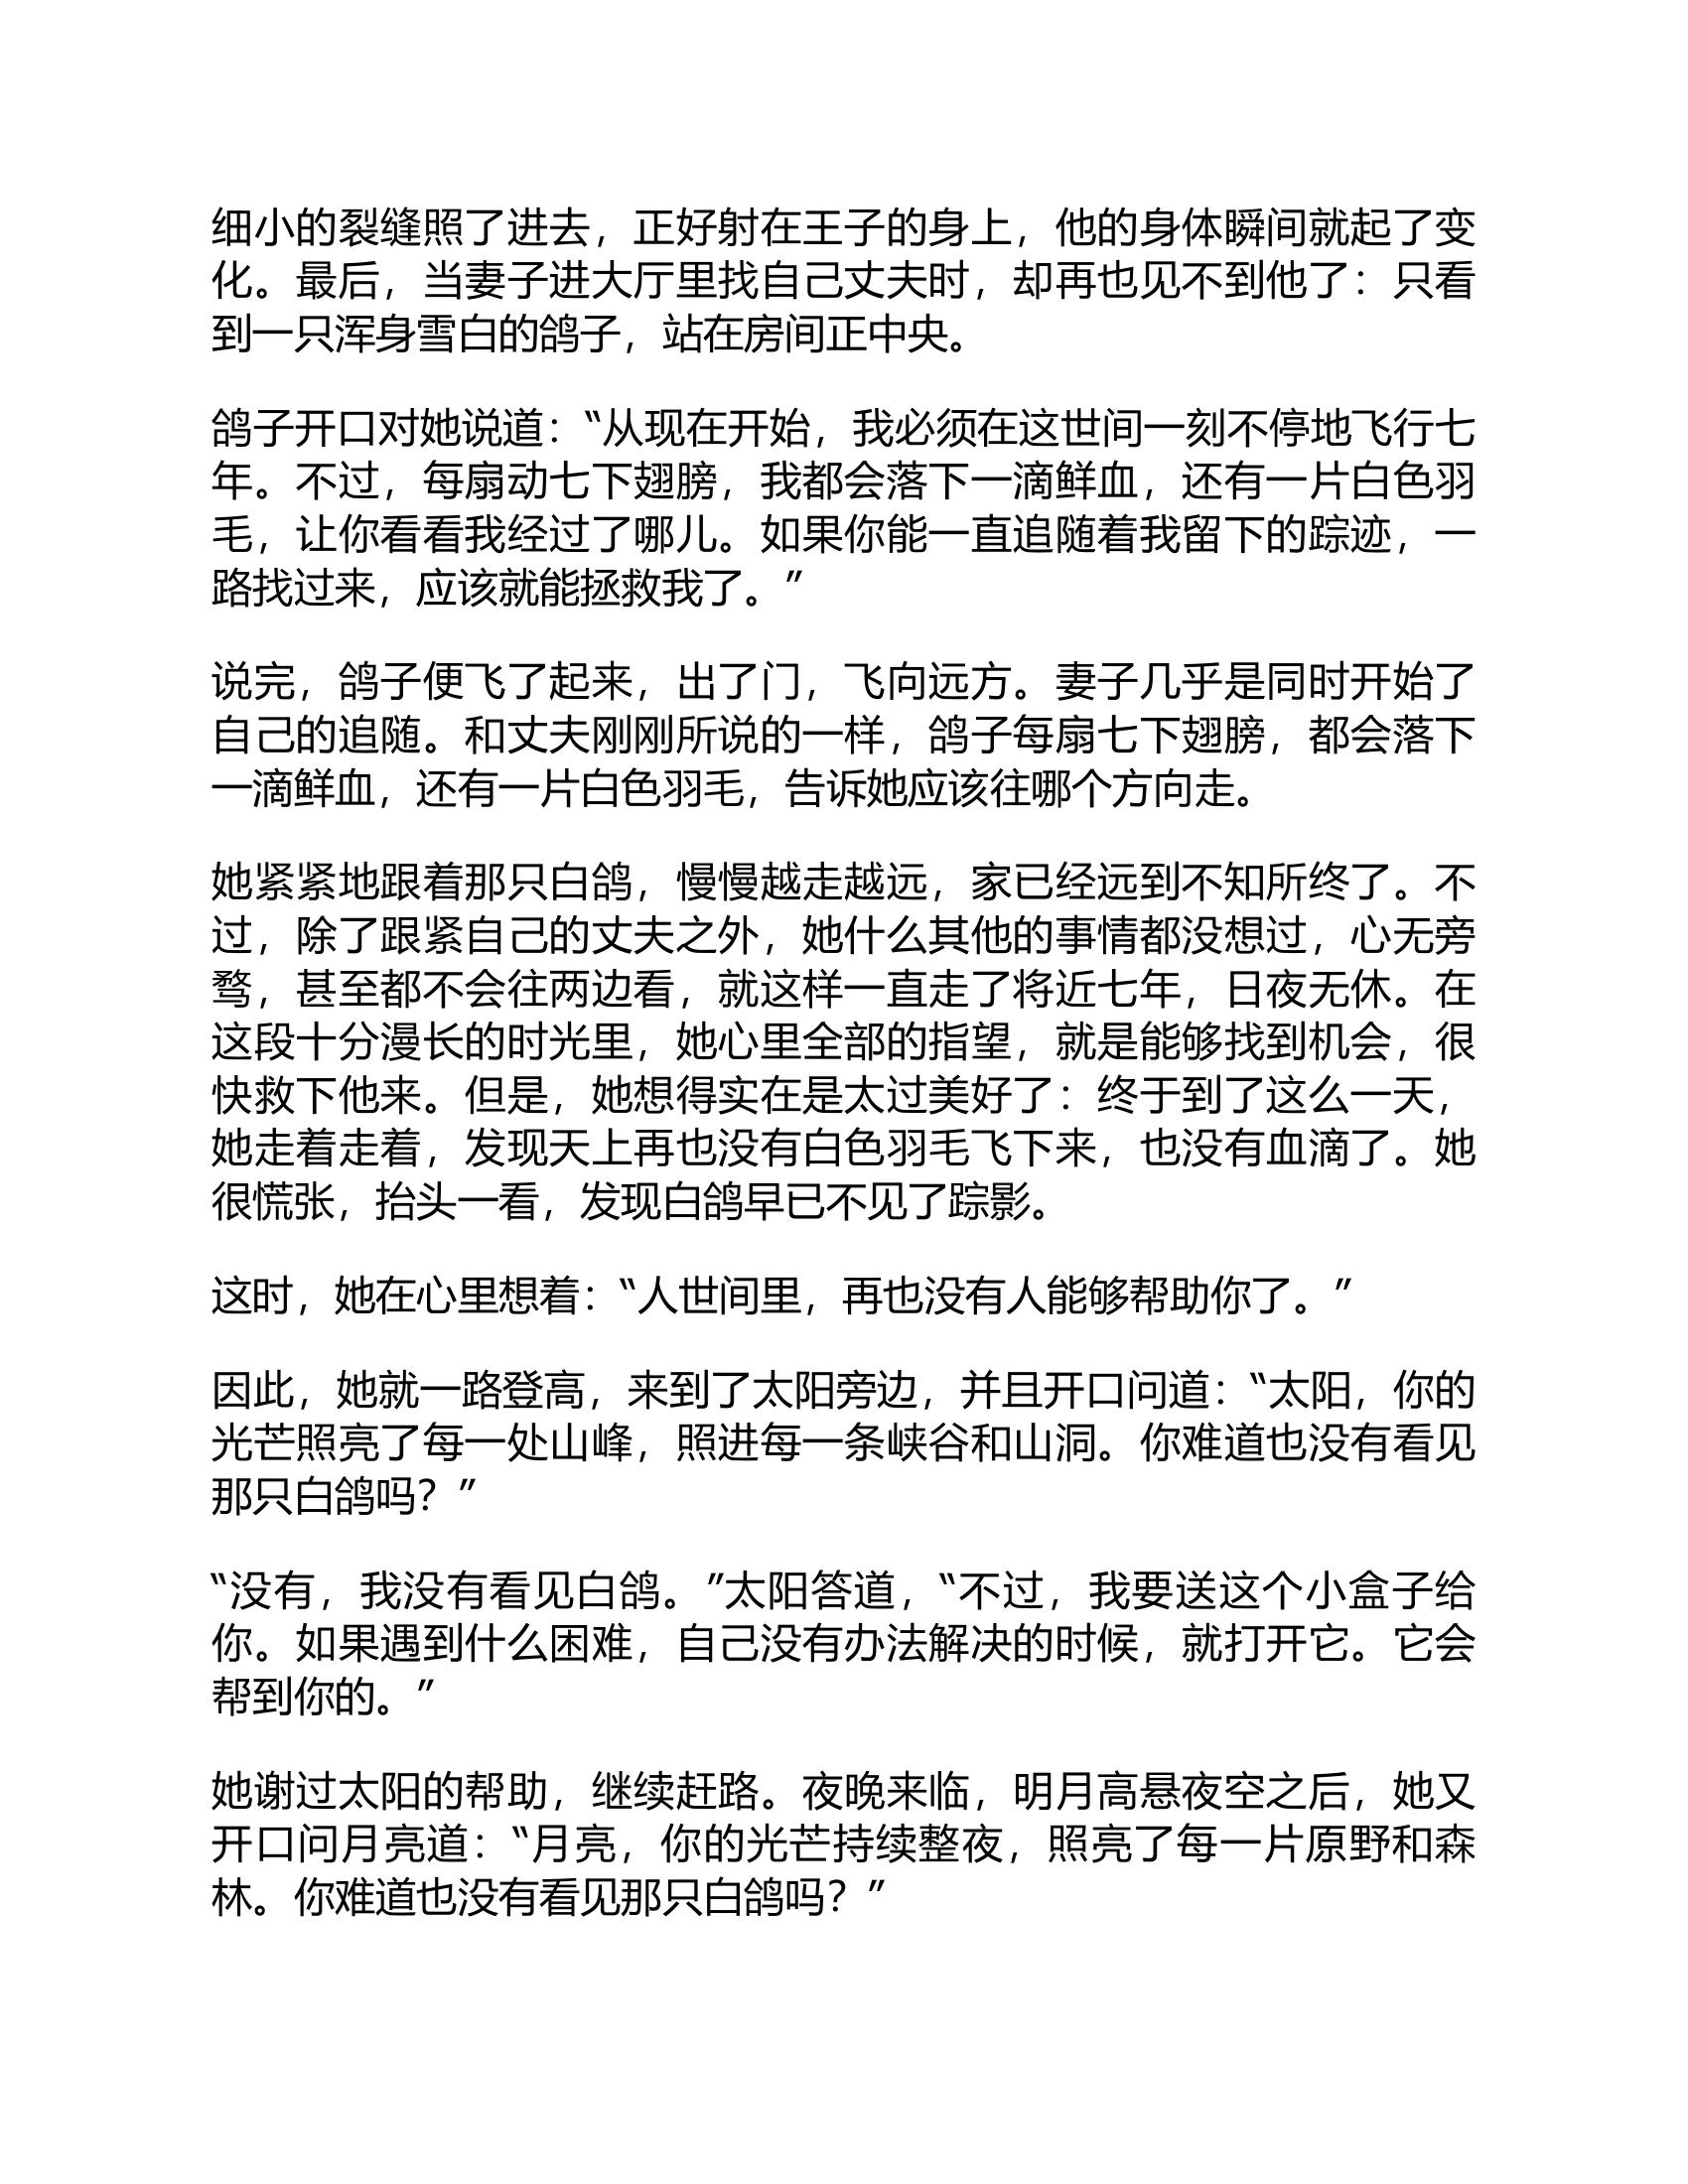 细小的裂缝照了进去，正好射在王子的身上，他的身体瞬间就起了变
化。最后，当妻子进大厅里找自己丈夫时，却再也见不到他了：只看
到一只浑身雪白的鸽子，站在房间正中央。
鸽子开口对她说道：“从现在开始，我必须在这世间一刻不停地飞行七
年。不过，每扇动七下翅膀，我都会落下一滴鲜血，还有一片白色羽
毛，让你看看我经过了哪儿。如果你能一直追随着我留下的踪迹，一
路找过来，应该就能拯救我了。”
说完，鸽子便飞了起来，出了门，飞向远方。妻子几乎是同时开始了
自己的追随。和丈夫刚刚所说的一样，鸽子每扇七下翅膀，都会落下
一滴鲜血，还有一片白色羽毛，告诉她应该往哪个方向走。
她紧紧地跟着那只白鸽，慢慢越走越远，家已经远到不知所终了。不
过，除了跟紧自己的丈夫之外，她什么其他的事情都没想过，心无旁
骛，甚至都不会往两边看，就这样一直走了将近七年，日夜无休。在
这段十分漫长的时光里，她心里全部的指望，就是能够找到机会，很
快救下他来。但是，她想得实在是太过美好了：终于到了这么一天，
她走着走着，发现天上再也没有白色羽毛飞下来，也没有血滴了。她
很慌张，抬头一看，发现白鸽早已不见了踪影。
这时，她在心里想着：“人世间里，再也没有人能够帮助你了。”
因此，她就一路登高，来到了太阳旁边，并且开口问道：“太阳，你的
光芒照亮了每一处山峰，照进每一条峡谷和山洞。你难道也没有看见
那只白鸽吗？”
“没有，我没有看见白鸽。”太阳答道，“不过，我要送这个小盒子给
你。如果遇到什么困难，自己没有办法解决的时候，就打开它。它会
帮到你的。”
她谢过太阳的帮助，继续赶路。夜晚来临，明月高悬夜空之后，她又
开口问月亮道：“月亮，你的光芒持续整夜，照亮了每一片原野和森
林。你难道也没有看见那只白鸽吗？”